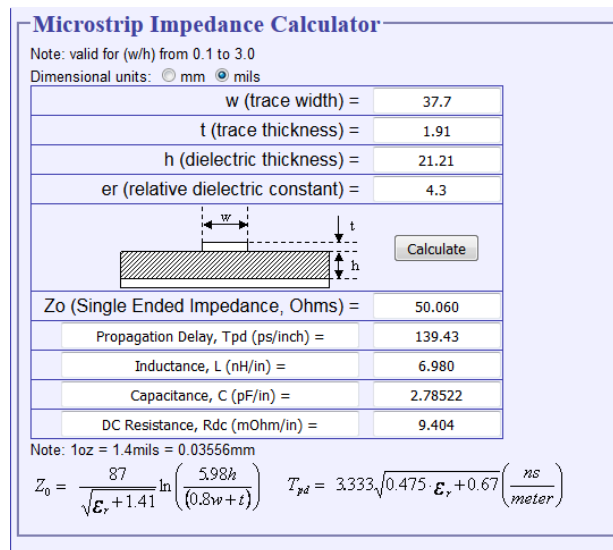 Microstrip Impedance Calculator
Note: valid for (w/h) from 0.1 to 3.0
Dimensional units: mm mils
w (trace width) = 37.7
t (trace thickness) = 1.91
h (dielectric thickness) = 21.21
er (relative dielectric constant) = 4.3
w
t
h
Calculate
Zo (Single Ended Impedance, Ohms) = 50.060
Propagation Delay, Tpd (ps/inch) = 139.43
Inductance, L (nH/in) = 6.980
Capacitance, C (pF/in) = 2.78522
DC Resistance, Rdc (mOhm/in) = 9.404
Note: 1oz = 1.4mils = 0.03556mm
Z₀ = 87/√(εᵣ + 1.41) ln(5.98h/(0.8w + t)) T_pd = 3.333√(0.475 · εᵣ + 0.67) (ns/meter)